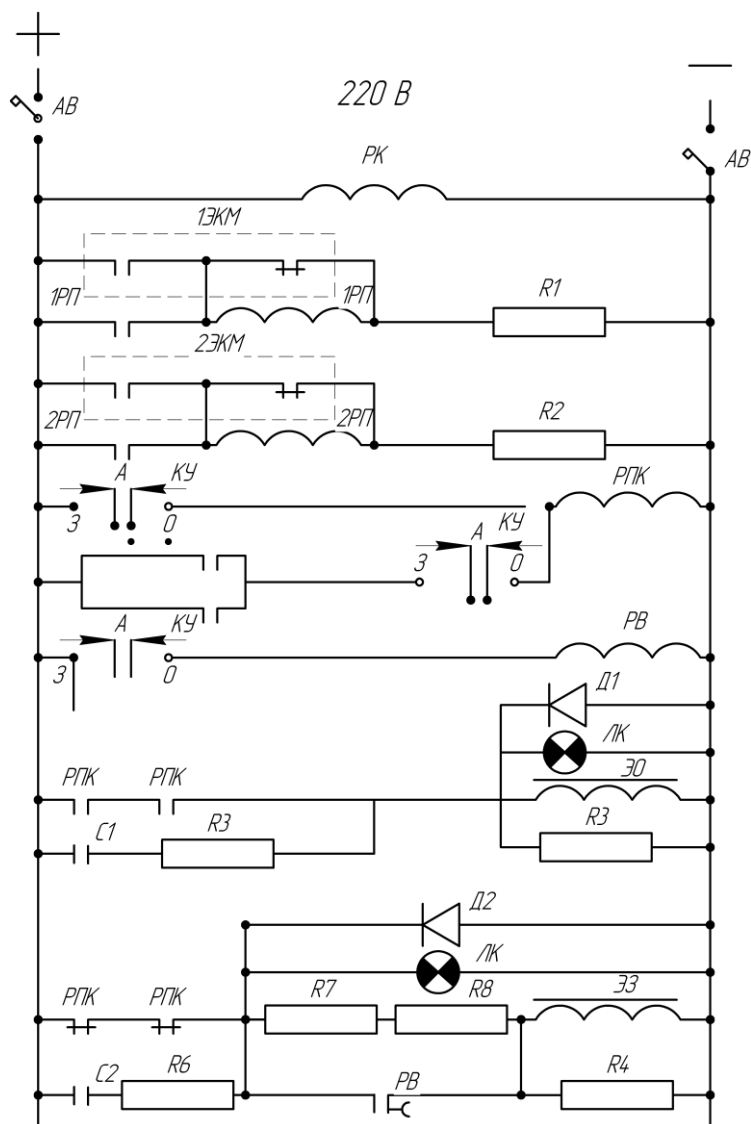 АВ
220 В
АВ
РК
1ЭКМ
1РП 1РП R1
2ЭКМ
2РП 2РП R2
А КУ РПК
З О
А КУ
З О
А КУ РВ
З О
Д1
ЛК
РПК РПК ЭО
С1 R3 R3
Д2
ЛК
РПК РПК R7 R8 ЭЗ
С2 R6 РВ R4